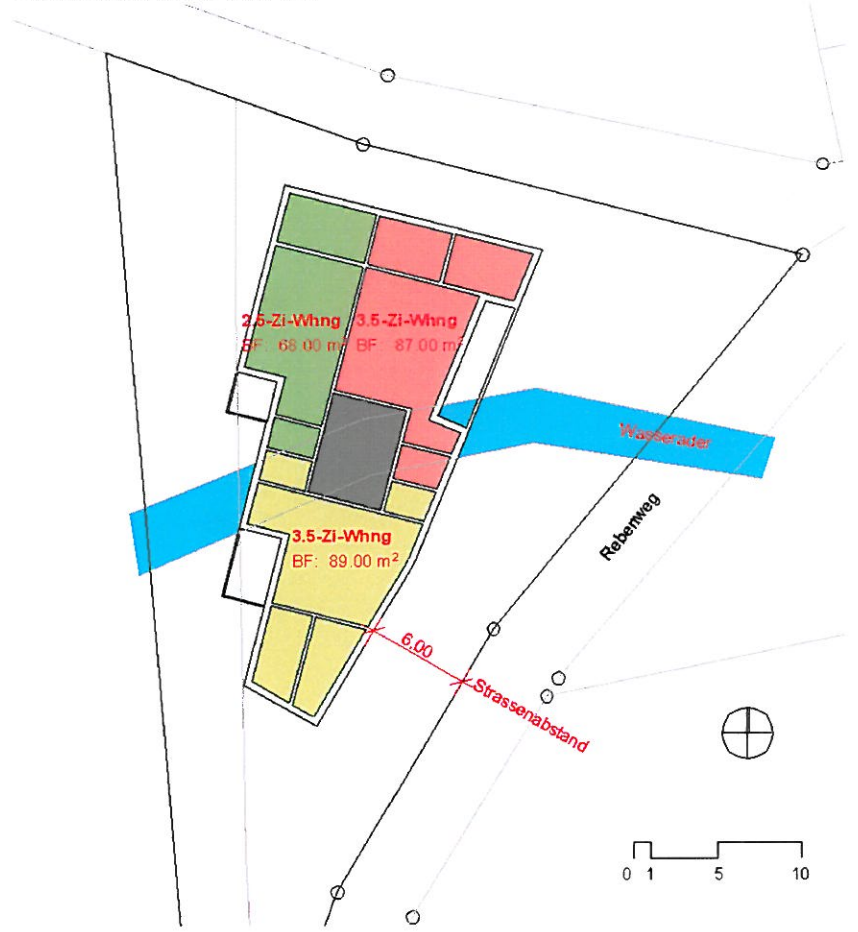 2.5-Zi-Whng
BF: 68.00 m²
3.5-Zi-Whng
BF: 87.00 m²
Wasserader
Rebenweg
3.5-Zi-Whng
BF: 89.00 m²
6.00
Strassenabstand
0 1 5 10